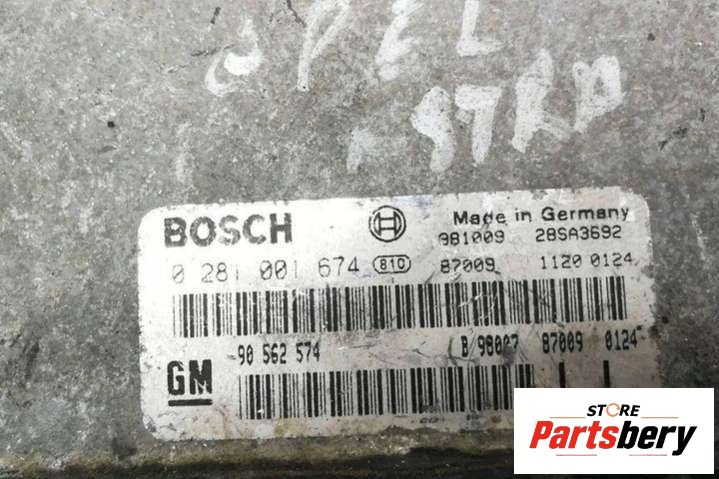 OPEL
-97RD
BOSCH
Made in Germany
981009 28SA3692
0 281 001 674 810 87009 1120 0124
90 562 574 B 98007 87009 0124
GM
STORE
Partsbery